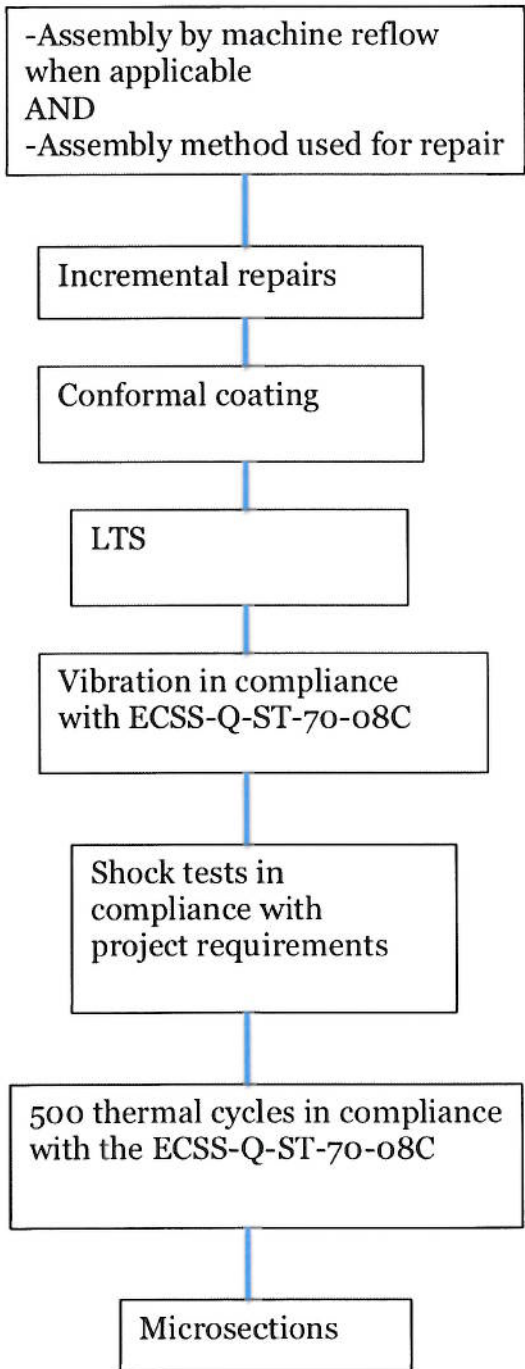 -Assembly by machine reflow
when applicable
AND
-Assembly method used for repair
Incremental repairs
Conformal coating
LTS
Vibration in compliance
with ECSS-Q-ST-70-08C
Shock tests in
compliance with
project requirements
500 thermal cycles in compliance
with the ECSS-Q-ST-70-08C
Microsections